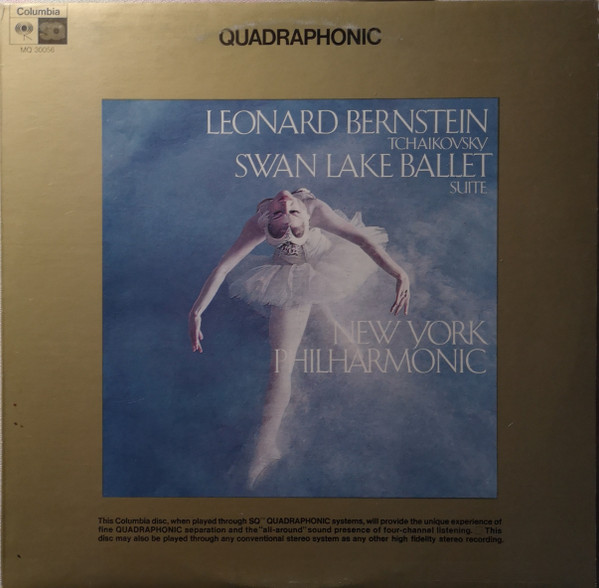 Columbia
SQ
MQ 30056
QUADRAPHONIC
LEONARD BERNSTEIN
TCHAIKOVSKY
SWAN LAKE BALLET
SUITE
NEW YORK
PHILHARMONIC
This Columbia disc, when played through SQ™ QUADRAPHONIC systems, will provide the unique experience of
fine QUADRAPHONIC separation and the "all-around" sound presence of four-channel listening. This
disc may also be played through any conventional stereo system as any other high fidelity stereo recording.